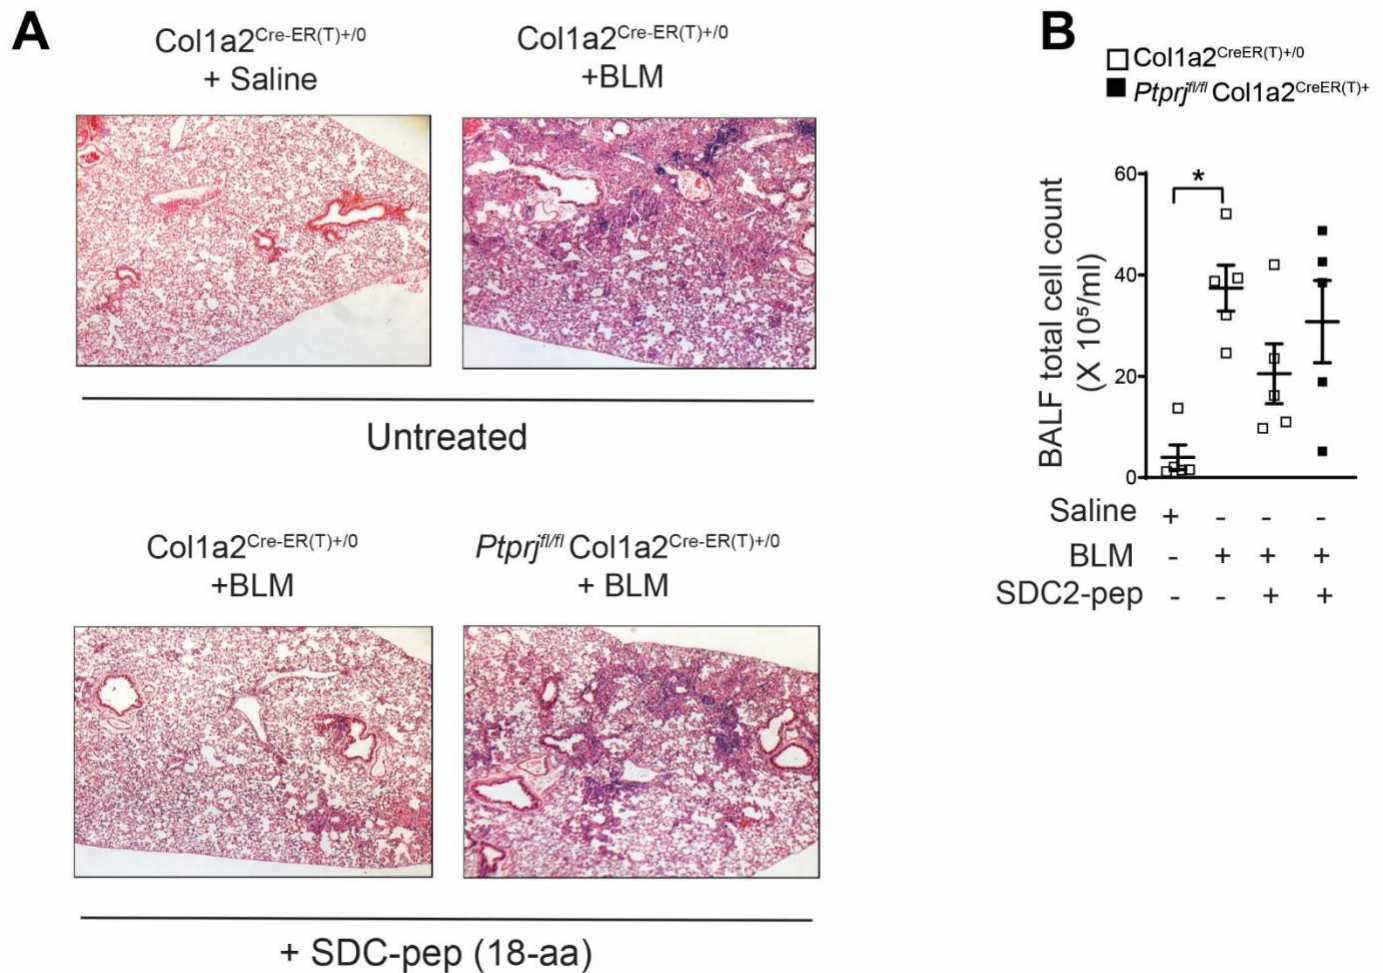 A
Col1a2Cre-ER(T)+/0
+ Saline
Col1a2Cre-ER(T)+/0
+BLM
Untreated
Col1a2Cre-ER(T)+/0
+BLM
Ptprjfl/fl Col1a2Cre-ER(T)+/0
+ BLM
+ SDC-pep (18-aa)
B
Col1a2CreER(T)+/0
Ptprjfl/fl Col1a2CreER(T)+
BALF total cell count
(X 10⁵/ml)
60
40
20
0
*
Saline + - - -
BLM - + + +
SDC2-pep - - + +